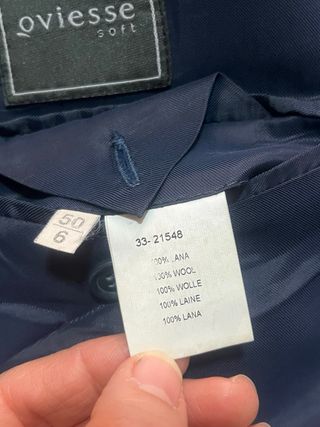 oviesse
soft
50
6
33- 21548
100% LANA
100% WOOL
100% WOLLE
100% LAINE
100% LANA